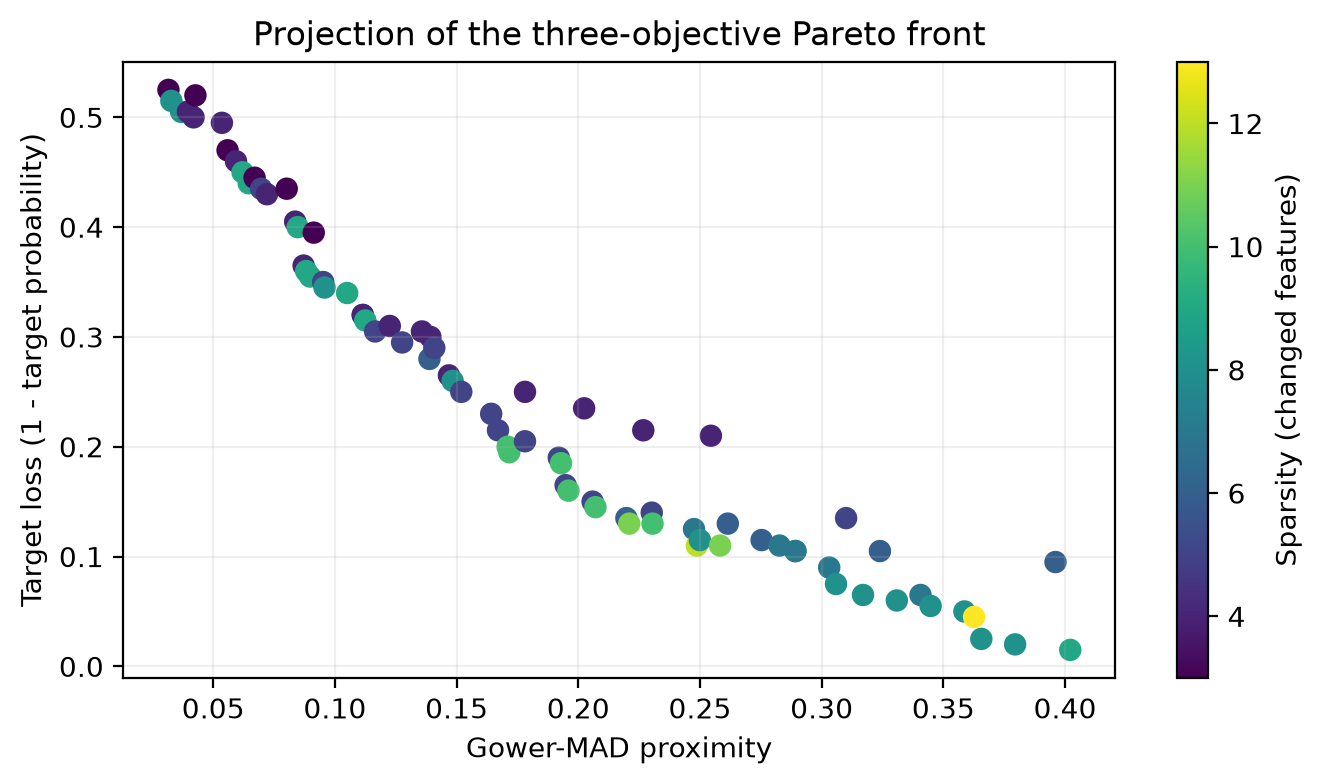 Projection of the three-objective Pareto front
Target loss (1 - target probability)
0.5
0.4
0.3
0.2
0.1
0.0
0.05 0.10 0.15 0.20 0.25 0.30 0.35 0.40
Gower-MAD proximity
12
10
8
6
4
Sparsity (changed features)